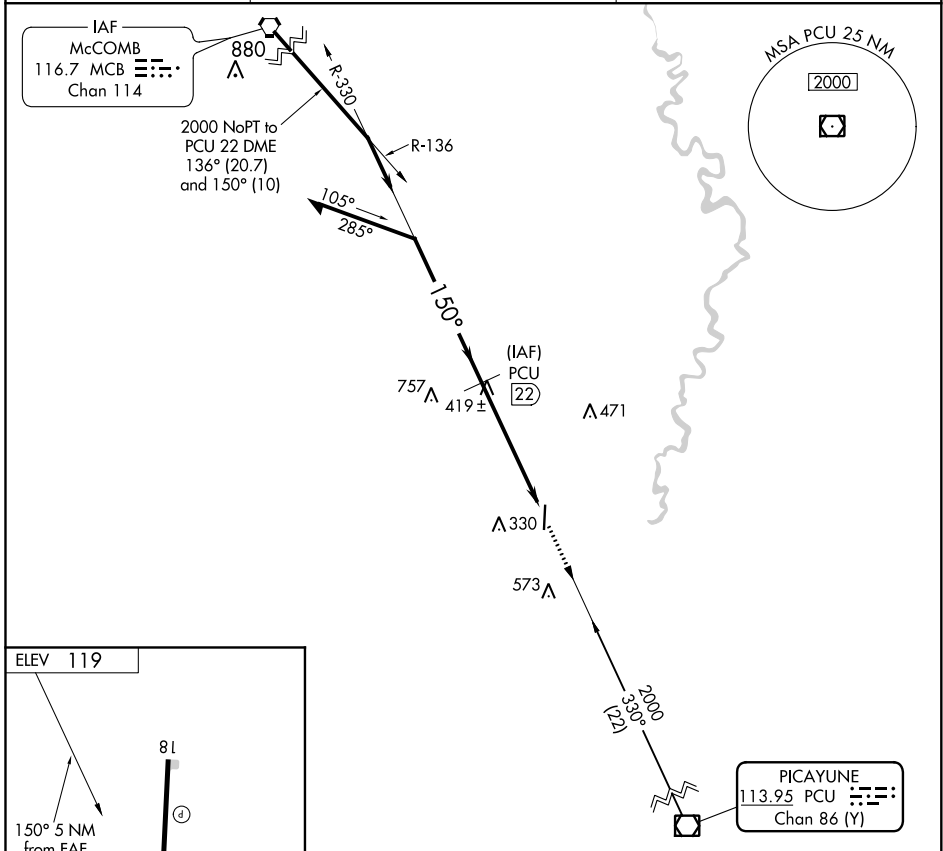 IAF
McCOMB
116.7 MCB
Chan 114
880
R-330
2000 NoPT to
PCU 22 DME
136° (20.7)
and 150° (10)
R-136
MSA PCU 25 NM
2000
105°
285°
150°
(IAF)
PCU
22
757
419 ±
471
330
573
2000
330°
(22)
PICAYUNE
113.95 PCU
Chan 86 (Y)
ELEV 119
18
P
150° 5 NM
from FAF